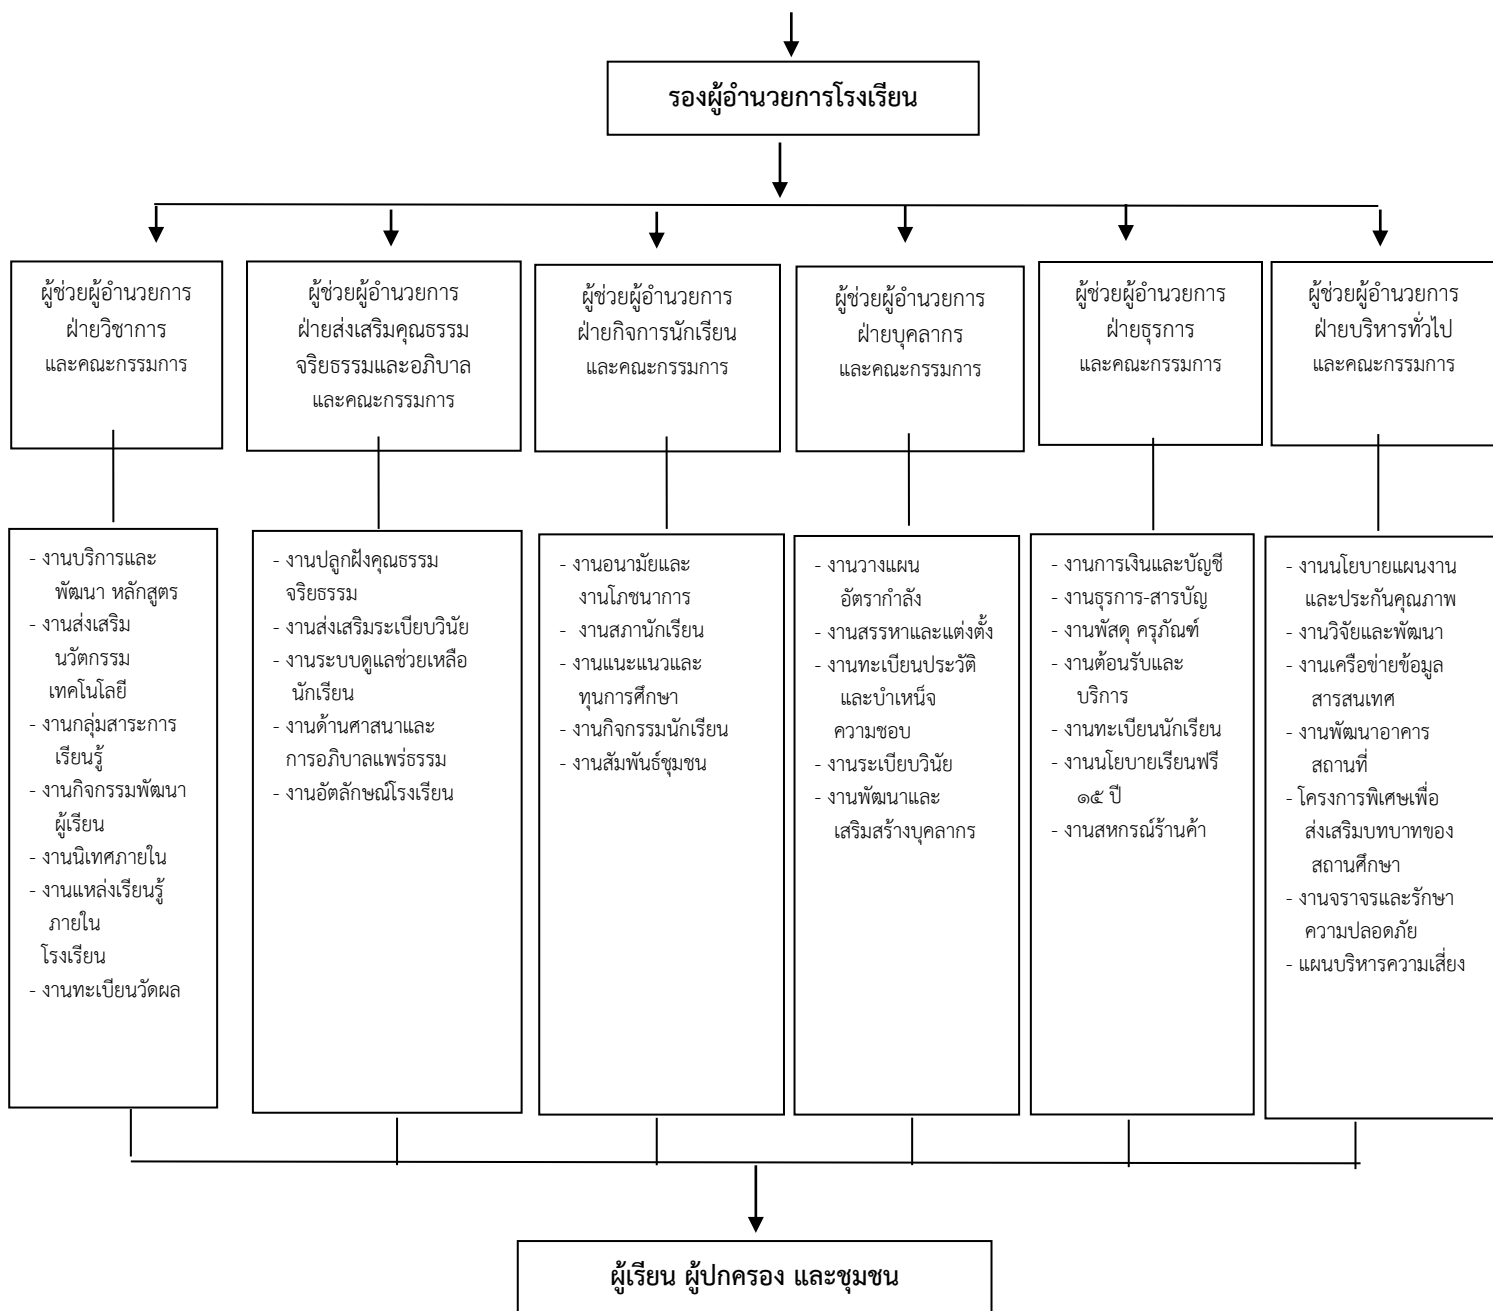 รองผู้อำนวยการโรงเรียน
ผู้ช่วยผู้อำนวยการ
ฝ่ายวิชาการ
และคณะกรรมการ
ผู้ช่วยผู้อำนวยการ
ฝ่ายส่งเสริมคุณธรรม
จริยธรรมและอภิบาล
และคณะกรรมการ
ผู้ช่วยผู้อำนวยการ
ฝ่ายกิจการนักเรียน
และคณะกรรมการ
ผู้ช่วยผู้อำนวยการ
ฝ่ายบุคลากร
และคณะกรรมการ
ผู้ช่วยผู้อำนวยการ
ฝ่ายธุรการ
และคณะกรรมการ
ผู้ช่วยผู้อำนวยการ
ฝ่ายบริหารทั่วไป
และคณะกรรมการ
- งานบริการและ
พัฒนา หลักสูตร
- งานส่งเสริม
นวัตกรรม
เทคโนโลยี
- งานกลุ่มสาระการ
เรียนรู้
- งานกิจกรรมพัฒนา
ผู้เรียน
- งานนิเทศภายใน
- งานแหล่งเรียนรู้
ภายใน
โรงเรียน
- งานทะเบียนวัดผล
- งานปลูกฝังคุณธรรม
จริยธรรม
- งานส่งเสริมระเบียบวินัย
- งานระบบดูแลช่วยเหลือ
นักเรียน
- งานด้านศาสนาและ
การอภิบาลแพร่ธรรม
- งานอัตลักษณ์โรงเรียน
- งานอนามัยและ
งานโภชนาการ
- งานสภานักเรียน
- งานแนะแนวและ
ทุนการศึกษา
- งานกิจกรรมนักเรียน
- งานสัมพันธ์ชุมชน
- งานวางแผน
อัตรากำลัง
- งานสรรหาและแต่งตั้ง
- งานทะเบียนประวัติ
และบำเหน็จ
ความชอบ
- งานระเบียบวินัย
- งานพัฒนาและ
เสริมสร้างบุคลากร
- งานการเงินและบัญชี
- งานธุรการ-สารบัญ
- งานพัสดุ ครุภัณฑ์
- งานต้อนรับและ
บริการ
- งานทะเบียนนักเรียน
- งานนโยบายเรียนฟรี
๑๕ ปี
- งานสหกรณ์ร้านค้า
- งานนโยบายแผนงาน
และประกันคุณภาพ
- งานวิจัยและพัฒนา
- งานเครือข่ายข้อมูล
สารสนเทศ
- งานพัฒนาอาคาร
สถานที่
- โครงการพิเศษเพื่อ
ส่งเสริมบทบาทของ
สถานศึกษา
- งานจราจรและรักษา
ความปลอดภัย
- แผนบริหารความเสี่ยง
ผู้เรียน ผู้ปกครอง และชุมชน